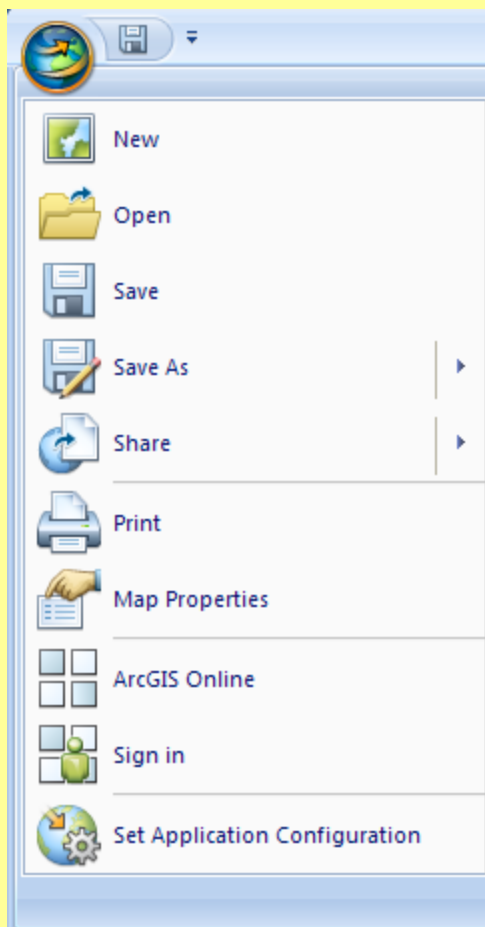 New
Open
Save
Save As
Share
Print
Map Properties
ArcGIS Online
Sign in
Set Application Configuration